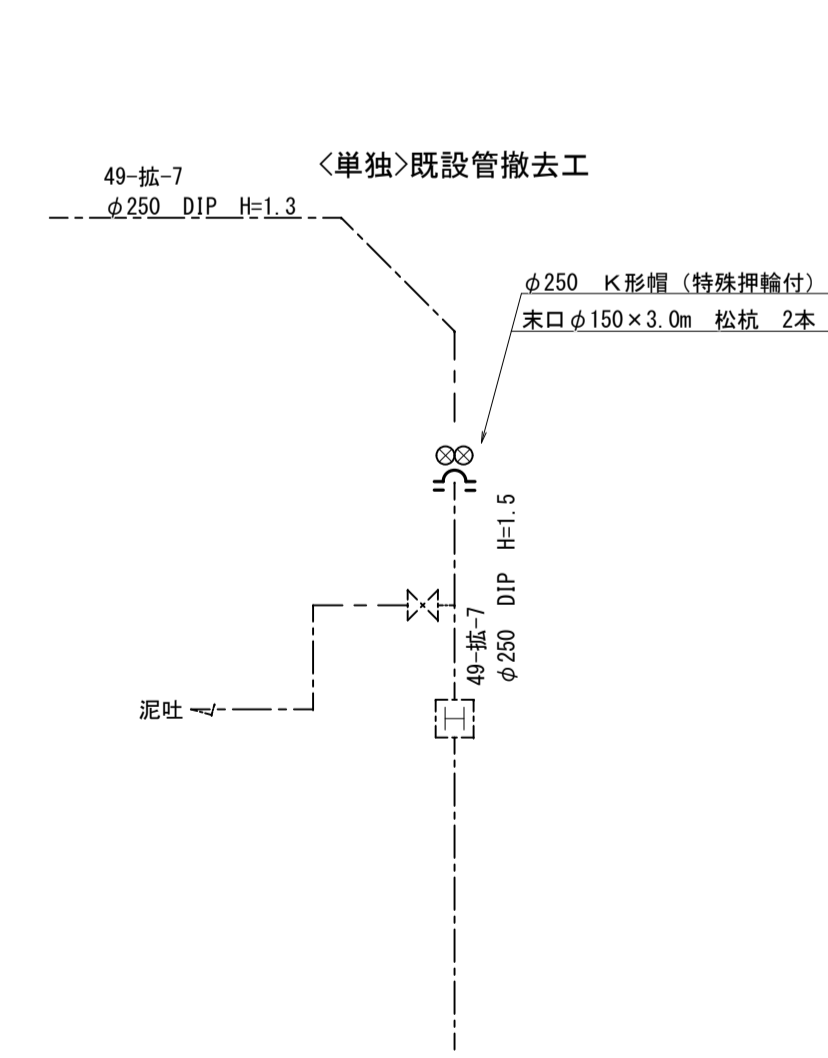 <単独>既設管撤去工
49-拡-7
φ250 DIP H=1.3
φ250 K形帽(特殊押輪付)
末口φ150×3.0m 松杭 2本
49-拡-7
φ250 DIP H=1.5
泥吐
H